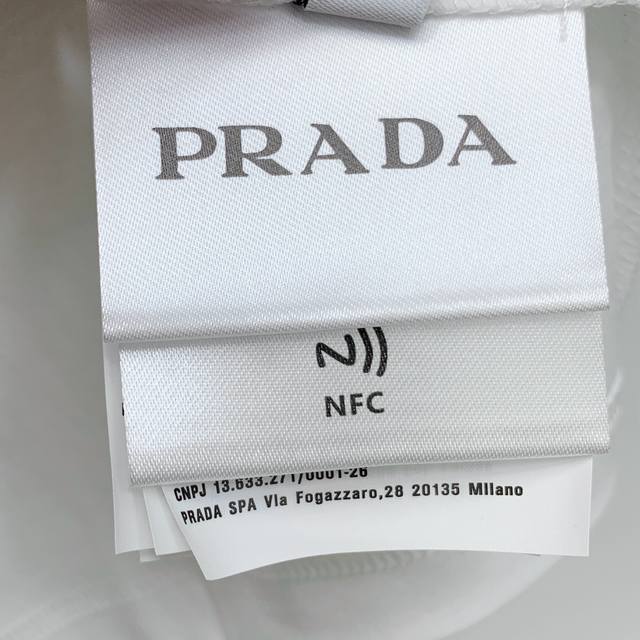 PRADA
NFC
CNPJ 13.633.271/0001-26
PRADA SPA VIa Fogazzaro,28 20135 MIlano